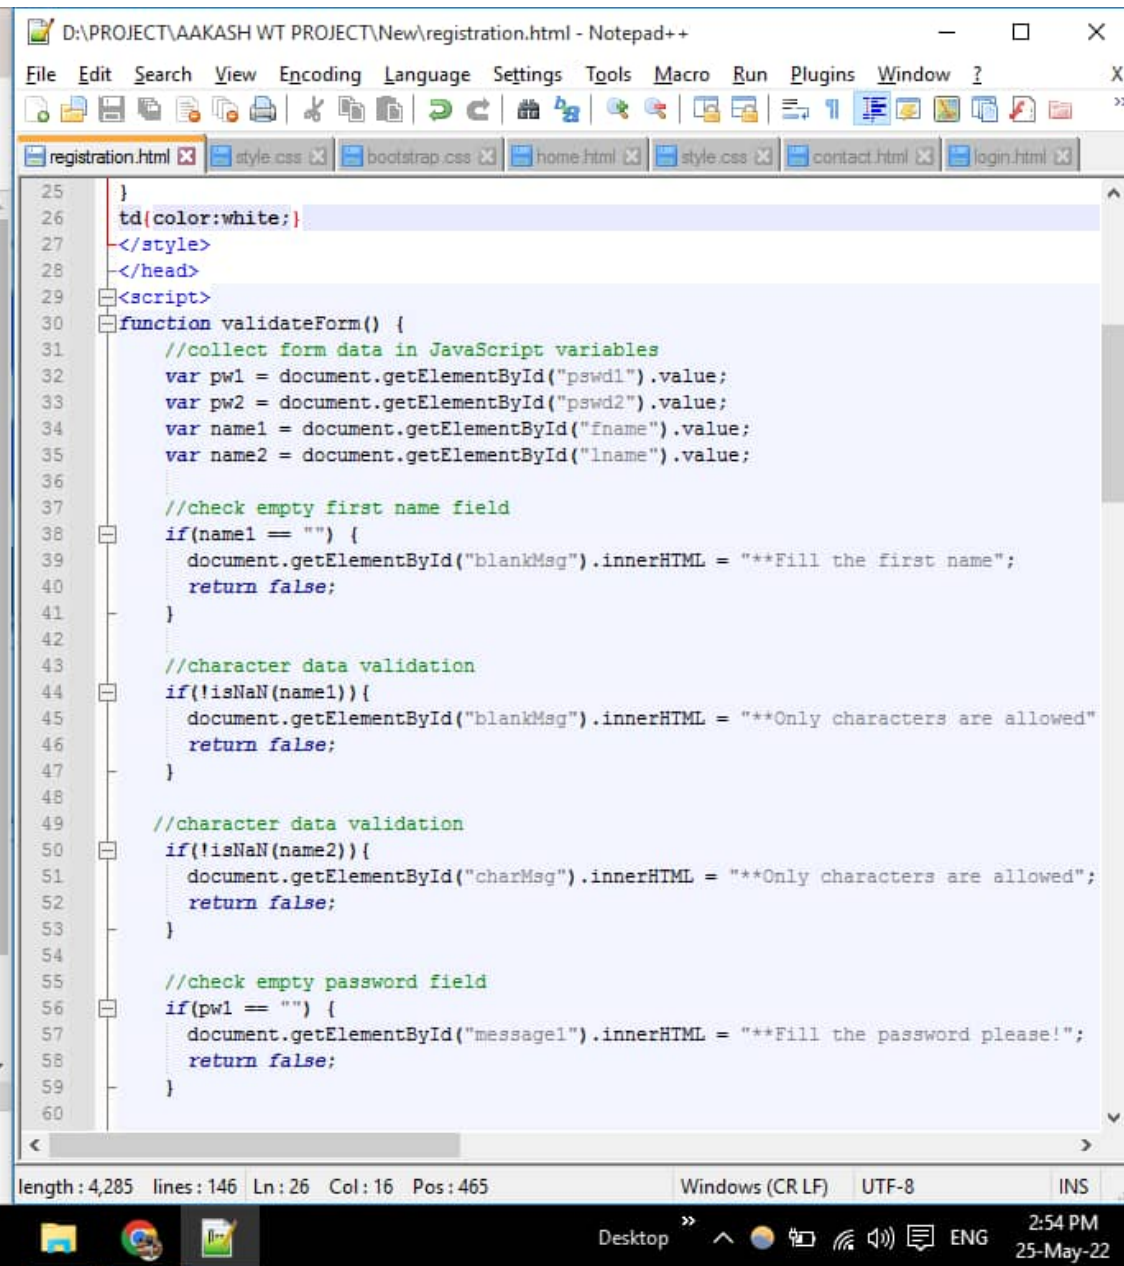 D:\PROJECT\AAKASH WT PROJECT\New\registration.html - Notepad++
File Edit Search View Encoding Language Settings Tools Macro Run Plugins Window ? X
registration.html style.css bootstrap.css home.html style.css contact.html login.html
25 }
26 td{color:white;}
27 </style>
28 </head>
29 <script>
30 function validateForm() {
31 //collect form data in JavaScript variables
32 var pw1 = document.getElementById("pswd1").value;
33 var pw2 = document.getElementById("pswd2").value;
34 var name1 = document.getElementById("fname").value;
35 var name2 = document.getElementById("lname").value;
36
37 //check empty first name field
38 if(name1 == "") {
39 document.getElementById("blankMsg").innerHTML = "**Fill the first name";
40 return false;
41 }
42
43 //character data validation
44 if(!isNaN(name1)){
45 document.getElementById("blankMsg").innerHTML = "**Only characters are allowed"
46 return false;
47 }
48
49 //character data validation
50 if(!isNaN(name2)){
51 document.getElementById("charMsg").innerHTML = "**Only characters are allowed";
52 return false;
53 }
54
55 //check empty password field
56 if(pw1 == "") {
57 document.getElementById("message1").innerHTML = "**Fill the password please!";
58 return false;
59 }
60
length : 4,285 lines : 146 Ln : 26 Col : 16 Pos : 465 Windows (CR LF) UTF-8 INS
Desktop ENG 2:54 PM
25-May-22